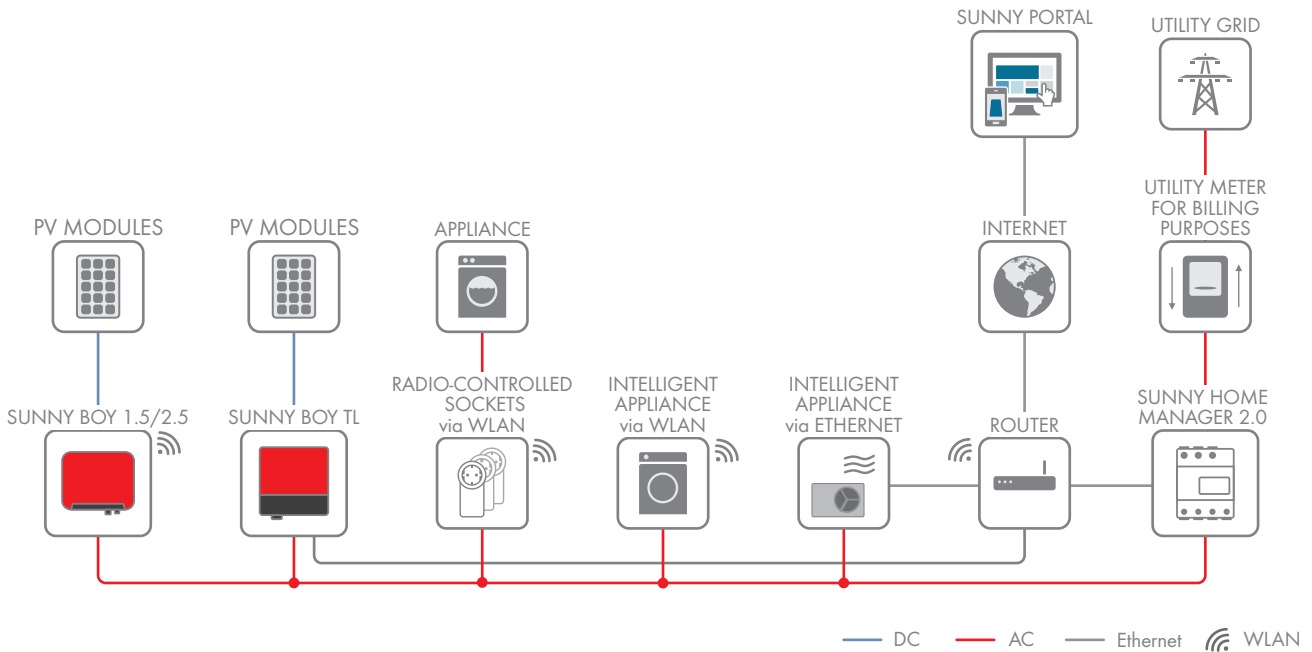 SUNNY PORTAL
UTILITY GRID
UTILITY METER
FOR BILLING
PURPOSES
PV MODULES
PV MODULES
APPLIANCE
INTERNET
RADIO-CONTROLLED
SOCKETS
via WLAN
INTELLIGENT
APPLIANCE
via WLAN
INTELLIGENT
APPLIANCE
via ETHERNET
SUNNY HOME
MANAGER 2.0
SUNNY BOY 1.5/2.5
SUNNY BOY TL
ROUTER
DC
AC
Ethernet
WLAN